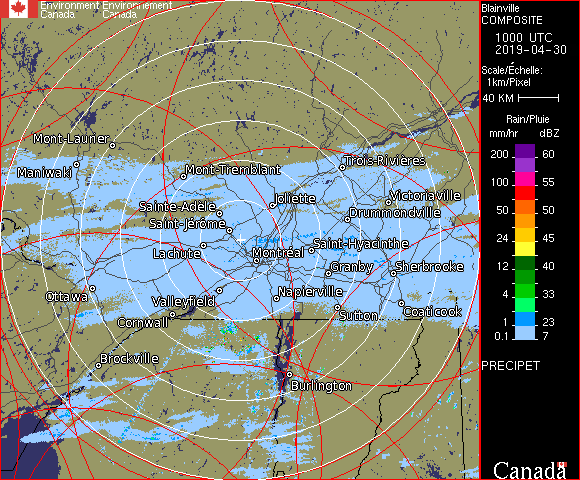 Environment Environnement
Canada Canada
Blainville
COMPOSITE
1000 UTC
2019-04-30
Scale/Échelle:
1km/Pixel
40 KM
Rain/Pluie
mm/hr dBZ
200 60
100 55
50 50
24 45
12 40
4 33
1 23
0.1 7
PRECIPET
Canada
Mont-Laurier
Maniwaki
Mont-Tremblant
Trois-Rivieres
Joliette
Victoriaville
Sainte-Adele
Drummondville
Saint-Jérome
Lachute
Montréal
Saint-Hyacinthe
Granby
Sherbrooke
Ottawa
Valleyfield
Napierville
Cornwall
Sutton
Coaticook
Brockville
Burlington